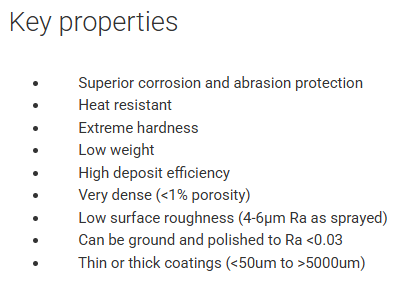 Key properties
• Superior corrosion and abrasion protection
• Heat resistant
• Extreme hardness
• Low weight
• High deposit efficiency
• Very dense (<1% porosity)
• Low surface roughness (4-6µm Ra as sprayed)
• Can be ground and polished to Ra <0.03
• Thin or thick coatings (<50um to >5000um)